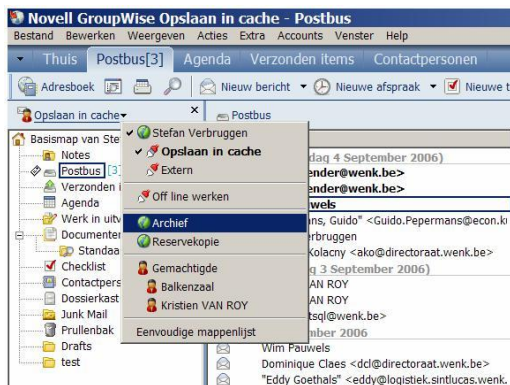 Novell GroupWise Opslaan in cache - Postbus
Bestand Bewerken Weergeven Acties Extra Accounts Venster Help
Thuis Postbus[3] Agenda Verzonden items Contactpersonen
Adresboek Nieuw bericht Nieuwe afspraak Nieuwe t
Opslaan in cache Postbus
Basismap van Ste
Stefan Verbruggen
Notes
Opslaan in cache
dag 4 September 2006)
Postbus [3]
Extern
ender@wenk.be>
Verzonden i
ender@wenk.be>
Agenda
Off line werken
wels
Werk in uitv
Archief
ans, Guido" <Guido.Pepermans@econ.ku
Documenten
Reservekopie
erbruggen
Standaa
Kolacny <ako@directoraat.wenk.be>
Checklist
Gemachtigde
g 3 September 2006)
Contactpers
Balkenzaal
AN ROY
Dossierkast
Kristien VAN ROY
AN ROY
Junk Mail
tsql@wenk.be>
Prullenbak
Eenvoudige mappenlijst
mber 2006
Drafts
Wim Pauwels
test
Dominique Claes <dcl@directoraat.wenk.be>
"Eddy Goethals" <eddy@logistiek.sintlucas.wenk.